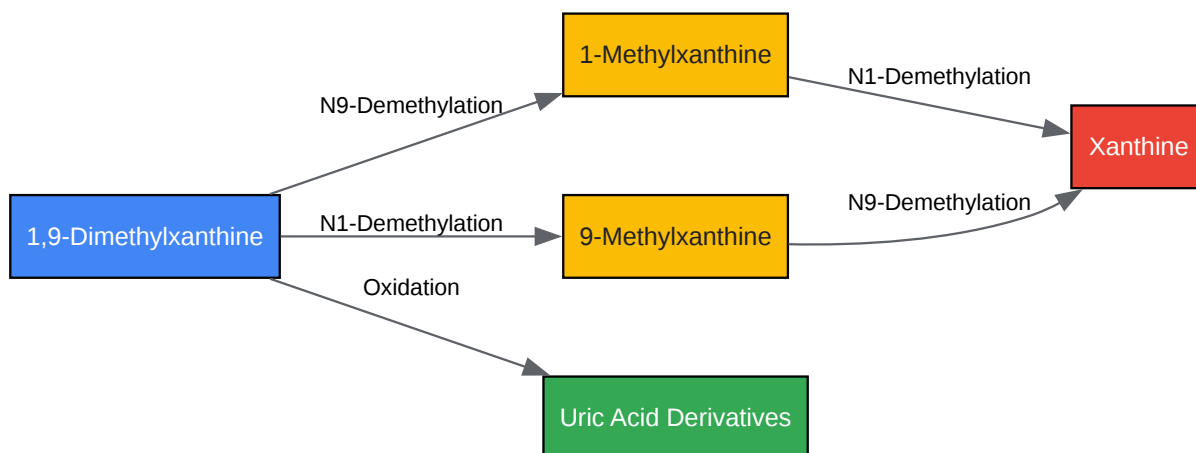 1-Methylxanthine
N1-Demethylation
N9-Demethylation
Xanthine
N9-Demethylation
1,9-Dimethylxanthine
N1-Demethylation
9-Methylxanthine
Oxidation
Uric Acid Derivatives